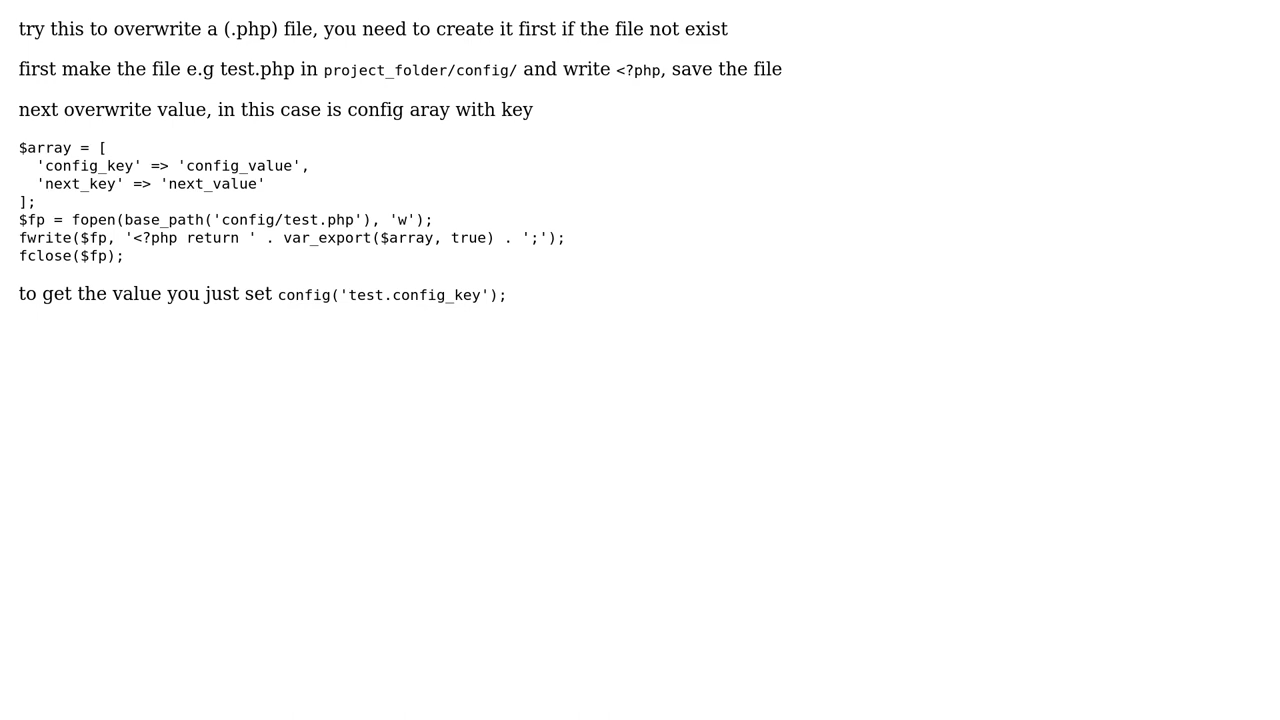 try this to overwrite a (.php) file, you need to create it first if the file not exist
first make the file e.g test.php in project_folder/config/ and write <?php, save the file
next overwrite value, in this case is config aray with key
$array = [
  'config_key' => 'config_value',
  'next_key' => 'next_value'
];
$fp = fopen(base_path('config/test.php'), 'w');
fwrite($fp, '<?php return ' . var_export($array, true) . ';');
fclose($fp);
to get the value you just set config('test.config_key');